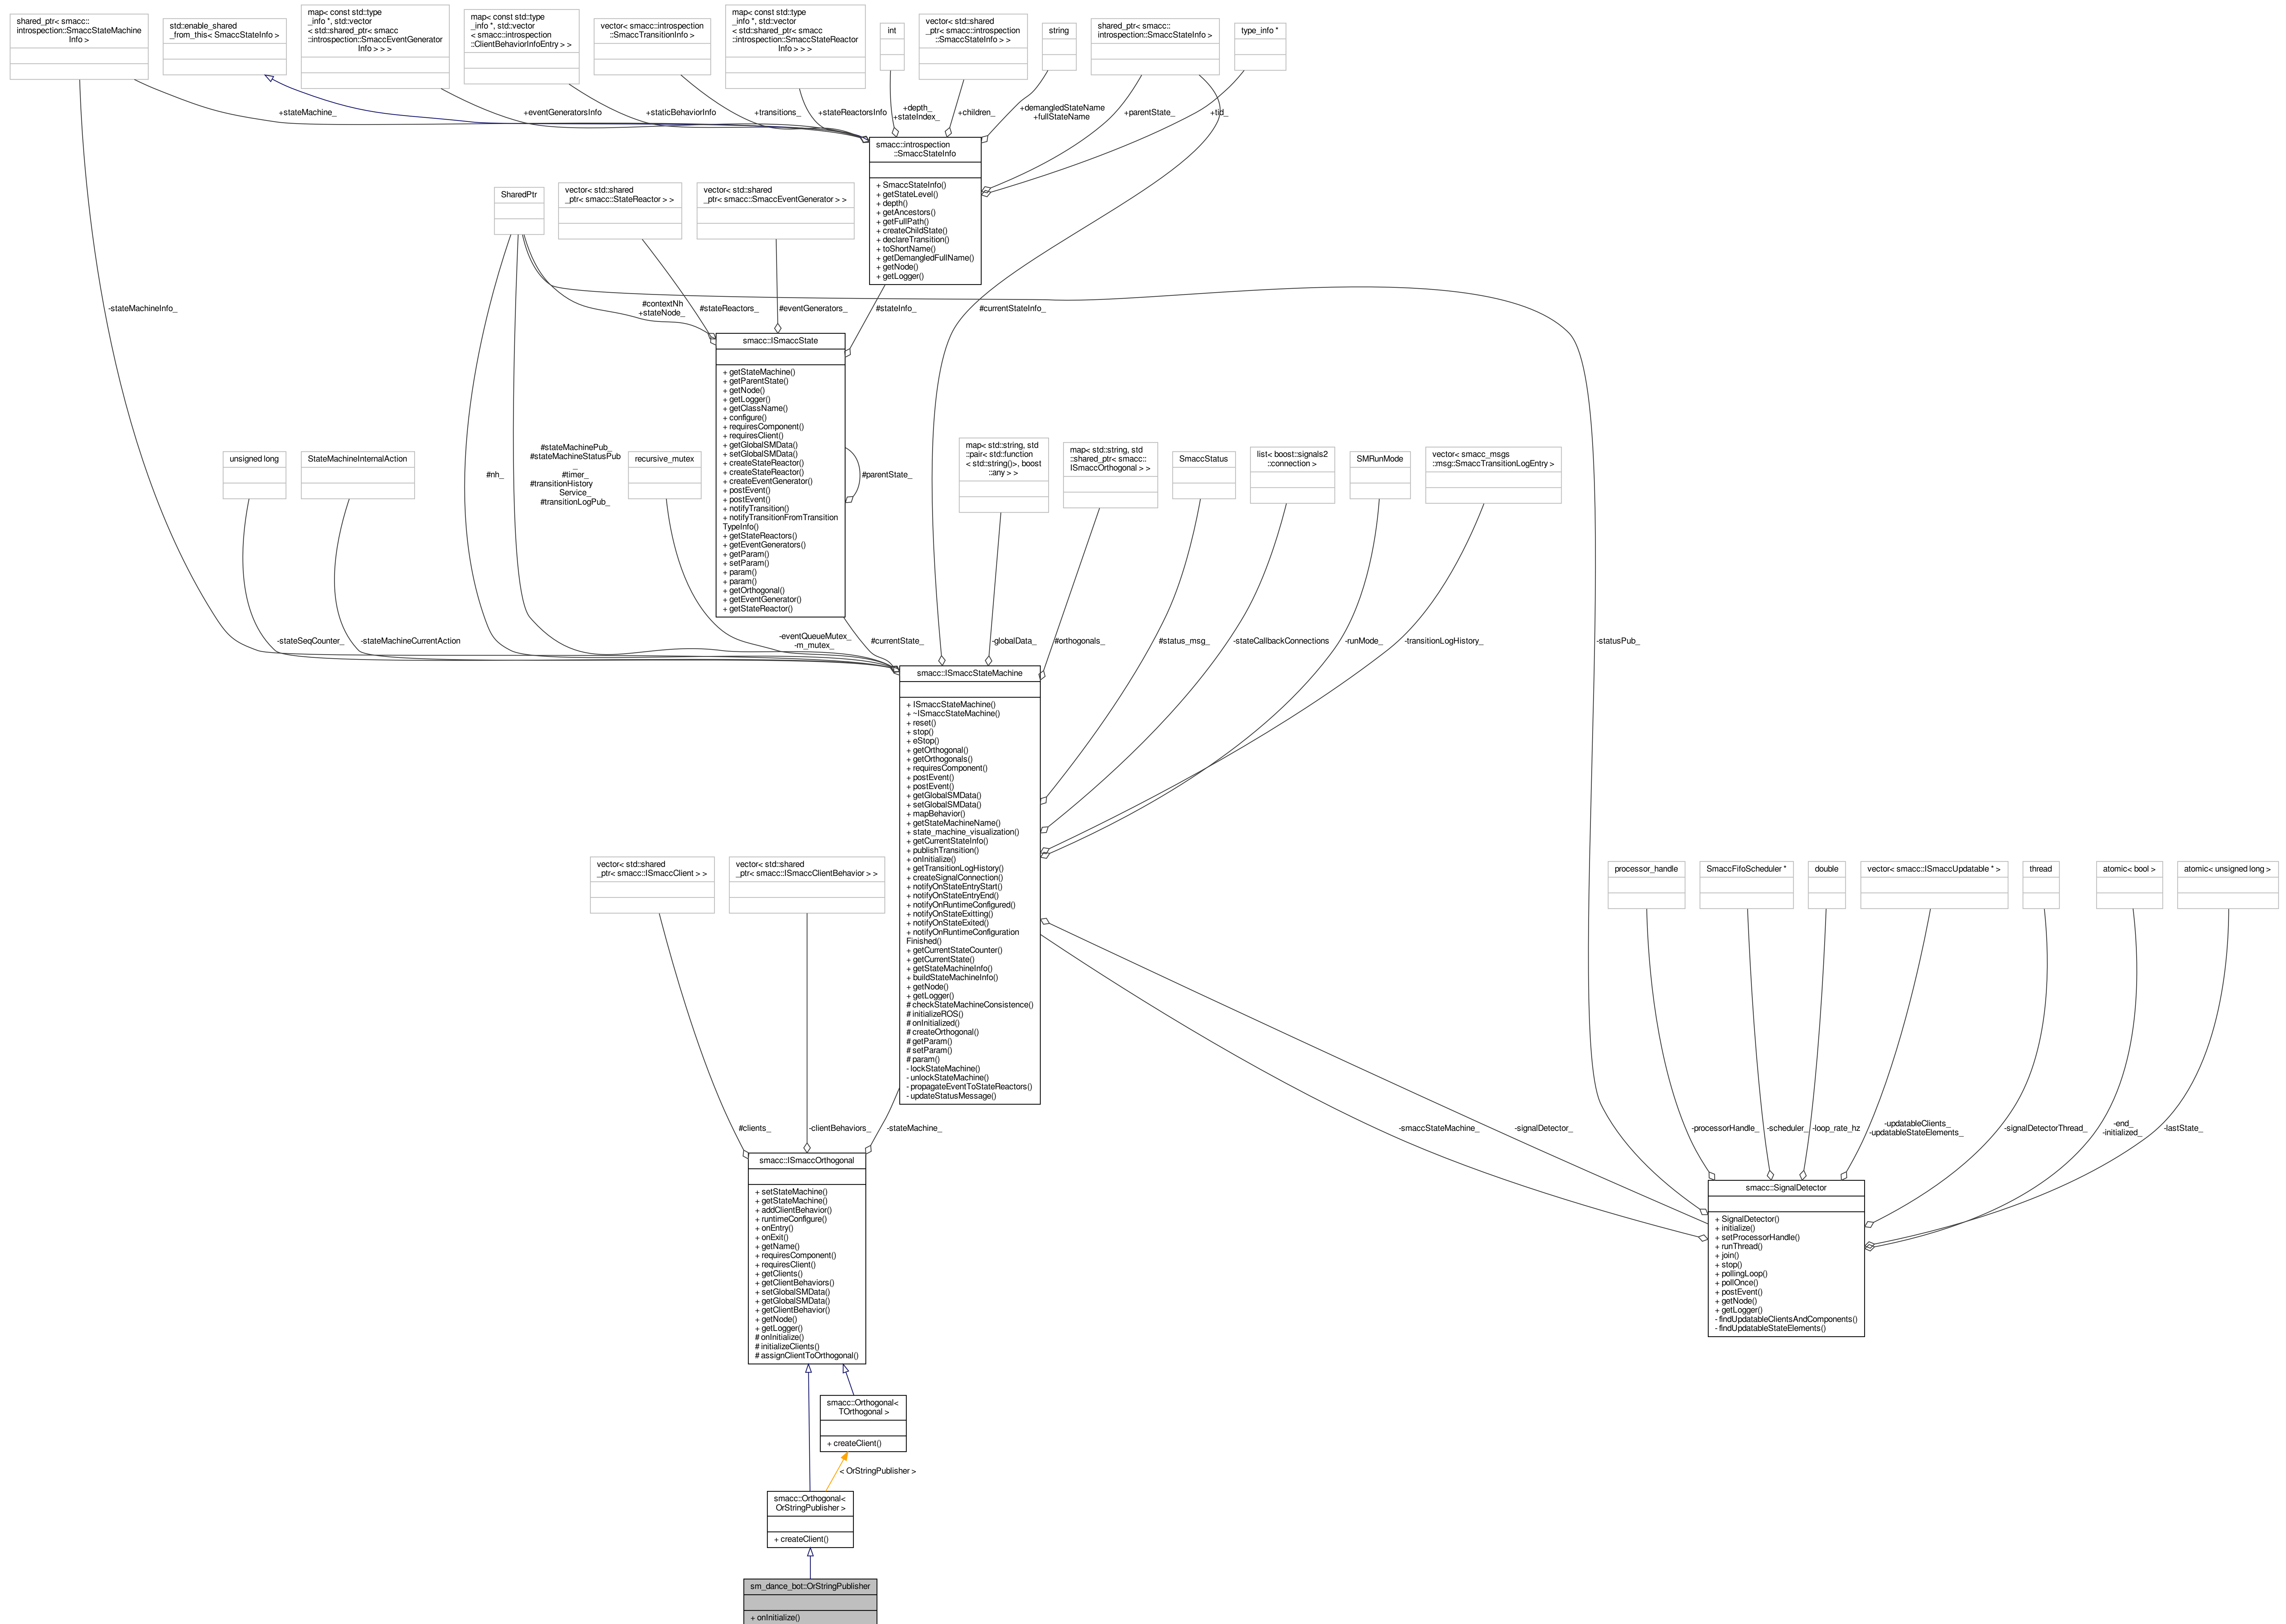 shared_ptr< smacc::
introspection::SmaccStateMachine
Info >
std::enable_shared
_from_this< SmaccStateInfo >
map< const std::type
_info *, std::vector
< std::shared_ptr< smacc
::introspection::SmaccEventGenerator
Info > > >
map< const std::type
_info *, std::vector
< smacc::introspection
::ClientBehaviorInfoEntry > >
vector< smacc::introspection
::SmaccTransitionInfo >
map< const std::type
_info *, std::vector
< std::shared_ptr< smacc
::introspection::SmaccStateReactor
Info > > >
int
vector< std::shared
_ptr< smacc::introspection
::SmaccStateInfo > >
string
shared_ptr< smacc::
introspection::SmaccStateInfo >
type_info *
+stateMachine_
+eventGeneratorsInfo
+staticBehaviorInfo
+transitions_
+stateReactorsInfo
+depth_
+stateIndex_
+children_
+demangledStateName
+fullStateName
+parentState_
+tid_
smacc::introspection
::SmaccStateInfo
+ SmaccStateInfo()
+ getStateLevel()
+ depth()
+ getAncestors()
+ getFullPath()
+ createChildState()
+ declareTransition()
+ toShortName()
+ getDemangledFullName()
+ getNode()
+ getLogger()
SharedPtr
vector< std::shared
_ptr< smacc::StateReactor > >
vector< std::shared
_ptr< smacc::SmaccEventGenerator > >
-stateMachineInfo_
#contextNh
+stateNode_
#stateReactors_
#eventGenerators_
#stateInfo_
#currentStateInfo_
smacc::ISmaccState
+ getStateMachine()
+ getParentState()
+ getNode()
+ getLogger()
+ getClassName()
+ configure()
+ requiresComponent()
+ requiresClient()
+ getGlobalSMData()
+ setGlobalSMData()
+ createStateReactor()
+ createStateReactor()
+ createEventGenerator()
+ postEvent()
+ postEvent()
+ notifyTransition()
+ notifyTransitionFromTransition
TypeInfo()
+ getStateReactors()
+ getEventGenerators()
+ getParam()
+ setParam()
+ param()
+ param()
+ getOrthogonal()
+ getEventGenerator()
+ getStateReactor()
#parentState_
unsigned long
StateMachineInternalAction
#nh_
#stateMachinePub_
#stateMachineStatusPub
_
#timer_
#transitionHistory
Service_
#transitionLogPub_
recursive_mutex
map< std::string, std
::pair< std::function
< std::string()>, boost
::any > >
map< std::string, std
::shared_ptr< smacc::
ISmaccOrthogonal > >
SmaccStatus
list< boost::signals2
::connection >
SMRunMode
vector< smacc_msgs
::msg::SmaccTransitionLogEntry >
-stateSeqCounter_
-stateMachineCurrentAction
-eventQueueMutex_
-m_mutex_
#currentState_
-globalData_
#orthogonals_
#status_msg_
-stateCallbackConnections
-runMode_
-transitionLogHistory_
-statusPub_
smacc::ISmaccStateMachine
+ ISmaccStateMachine()
+ ~ISmaccStateMachine()
+ reset()
+ stop()
+ eStop()
+ getOrthogonal()
+ getOrthogonals()
+ requiresComponent()
+ postEvent()
+ postEvent()
+ getGlobalSMData()
+ setGlobalSMData()
+ mapBehavior()
+ getStateMachineName()
+ state_machine_visualization()
+ getCurrentStateInfo()
+ publishTransition()
+ onInitialize()
+ getTransitionLogHistory()
+ createSignalConnection()
+ notifyOnStateEntryStart()
+ notifyOnStateEntryEnd()
+ notifyOnRuntimeConfigured()
+ notifyOnStateExitting()
+ notifyOnStateExited()
+ notifyOnRuntimeConfiguration
Finished()
+ getCurrentStateCounter()
+ getCurrentState()
+ getStateMachineInfo()
+ buildStateMachineInfo()
+ getNode()
+ getLogger()
# checkStateMachineConsistence()
# initializeROS()
# onInitialized()
# createOrthogonal()
# getParam()
# setParam()
# param()
- lockStateMachine()
- unlockStateMachine()
- propagateEventToStateReactors()
- updateStatusMessage()
vector< std::shared
_ptr< smacc::ISmaccClient > >
vector< std::shared
_ptr< smacc::ISmaccClientBehavior > >
processor_handle
SmaccFifoScheduler *
double
vector< smacc::ISmaccUpdatable * >
thread
atomic< bool >
atomic< unsigned long >
#clients_
-clientBehaviors_
-stateMachine_
-smaccStateMachine_
-signalDetector_
-processorHandle_
-scheduler_
-loop_rate_hz
-updatableClients_
-updatableStateElements_
-signalDetectorThread_
-end_
-initialized_
-lastState_
smacc::ISmaccOrthogonal
+ setStateMachine()
+ getStateMachine()
+ addClientBehavior()
+ runtimeConfigure()
+ onEntry()
+ onExit()
+ getName()
+ requiresComponent()
+ requiresClient()
+ getClients()
+ getClientBehaviors()
+ setGlobalSMData()
+ getGlobalSMData()
+ getClientBehavior()
+ getNode()
+ getLogger()
# onInitialize()
# initializeClients()
# assignClientToOrthogonal()
smacc::SignalDetector
+ SignalDetector()
+ initialize()
+ setProcessorHandle()
+ runThread()
+ join()
+ stop()
+ pollingLoop()
+ pollOnce()
+ postEvent()
+ getNode()
+ getLogger()
- findUpdatableClientsAndComponents()
- findUpdatableStateElements()
smacc::Orthogonal<
TOrthogonal >
+ createClient()
< OrStringPublisher >
smacc::Orthogonal<
OrStringPublisher >
+ createClient()
sm_dance_bot::OrStringPublisher
+ onInitialize()